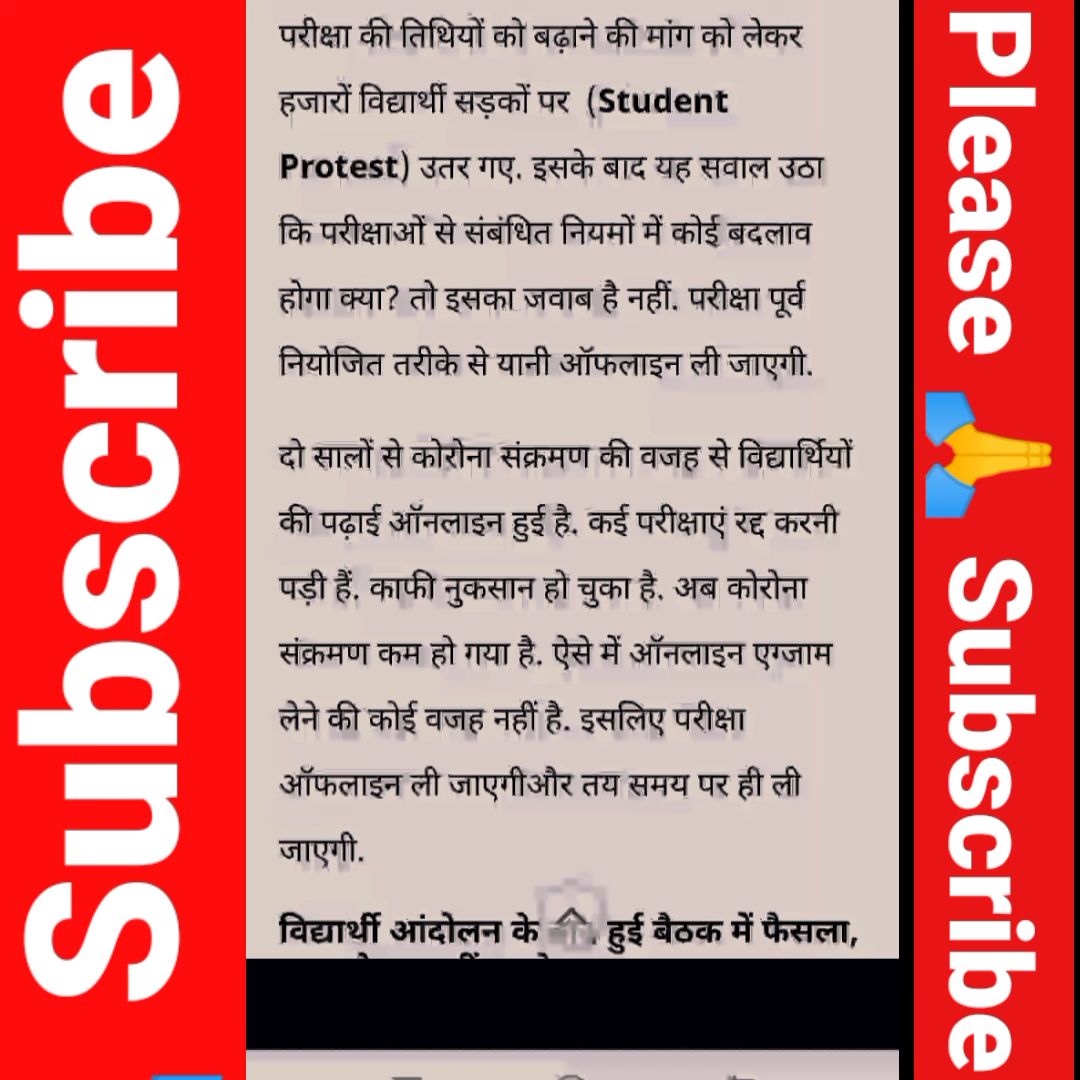 Subscribe
परीक्षा की तिथियों को बढ़ाने की मांग को लेकर
हजारों विद्यार्थी सड़कों पर (Student
Protest) उतर गए. इसके बाद यह सवाल उठा
कि परीक्षाओं से संबंधित नियमों में कोई बदलाव
होगा क्या? तो इसका जवाब है नहीं. परीक्षा पूर्व
नियोजित तरीके से यानी ऑफलाइन ली जाएगी.
दो सालों से कोरोना संक्रमण की वजह से विद्यार्थियों
की पढ़ाई ऑनलाइन हुई है. कई परीक्षाएं रद्द करनी
पड़ी हैं. काफी नुकसान हो चुका है. अब कोरोना
संक्रमण कम हो गया है. ऐसे में ऑनलाइन एग्जाम
लेने की कोई वजह नहीं है. इसलिए परीक्षा
ऑफलाइन ली जाएगीऔर तय समय पर ही ली
जाएगी.
विद्यार्थी आंदोलन के हुई बैठक में फैसला,
Please 🙏 Subscribe